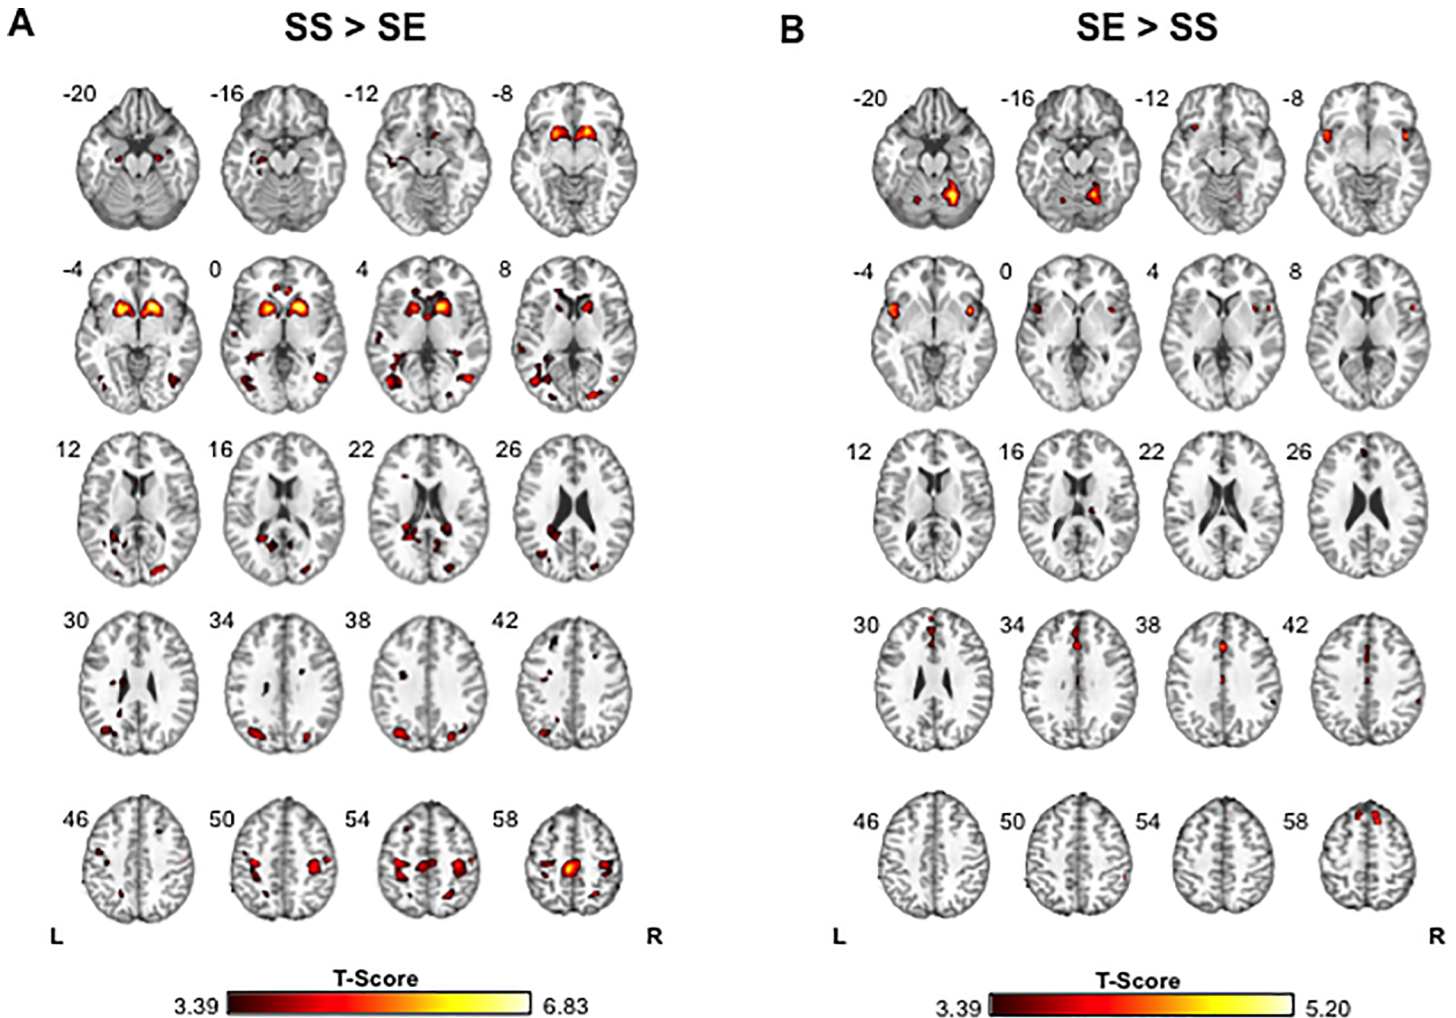 A
SS > SE
-20 -16 -12 -8
-4 0 4 8
12 16 22 26
30 34 38 42
46 50 54 58
L R
T-Score
3.39 6.83
B
SE > SS
-20 -16 -12 -8
-4 0 4 8
12 16 22 26
30 34 38 42
46 50 54 58
L R
T-Score
3.39 5.20